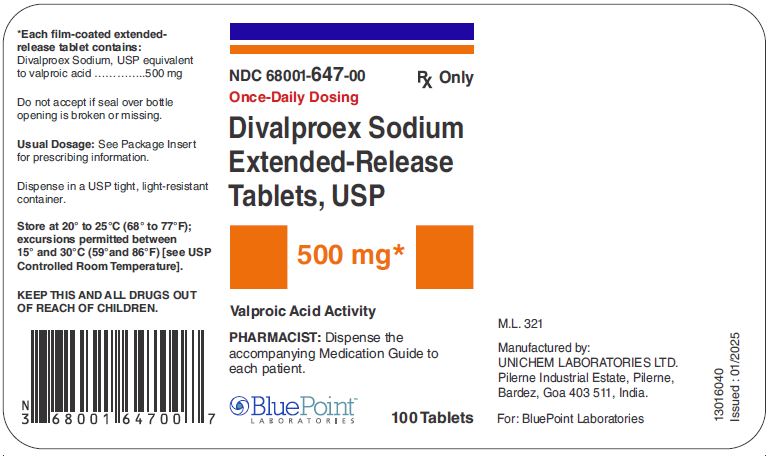 *Each film-coated extended-
release tablet contains:
Divalproex Sodium, USP equivalent
to valproic acid ..............500 mg
Do not accept if seal over bottle
opening is broken or missing.
Usual Dosage: See Package Insert
for prescribing information.
Dispense in a USP tight, light-resistant
container.
Store at 20° to 25°C (68° to 77°F);
excursions permitted between
15° and 30°C (59°and 86°F) [see USP
Controlled Room Temperature].
KEEP THIS AND ALL DRUGS OUT
OF REACH OF CHILDREN.
N
3 68001 64700 7
NDC 68001-647-00
℞ Only
Once-Daily Dosing
Divalproex Sodium
Extended-Release
Tablets, USP
500 mg*
Valproic Acid Activity
PHARMACIST: Dispense the
accompanying Medication Guide to
each patient.
BluePoint™
LABORATORIES
100 Tablets
M.L. 321
Manufactured by:
UNICHEM LABORATORIES LTD.
Pilerne Industrial Estate, Pilerne,
Bardez, Goa 403 511, India.
For: BluePoint Laboratories
13016040
Issued : 01/2025